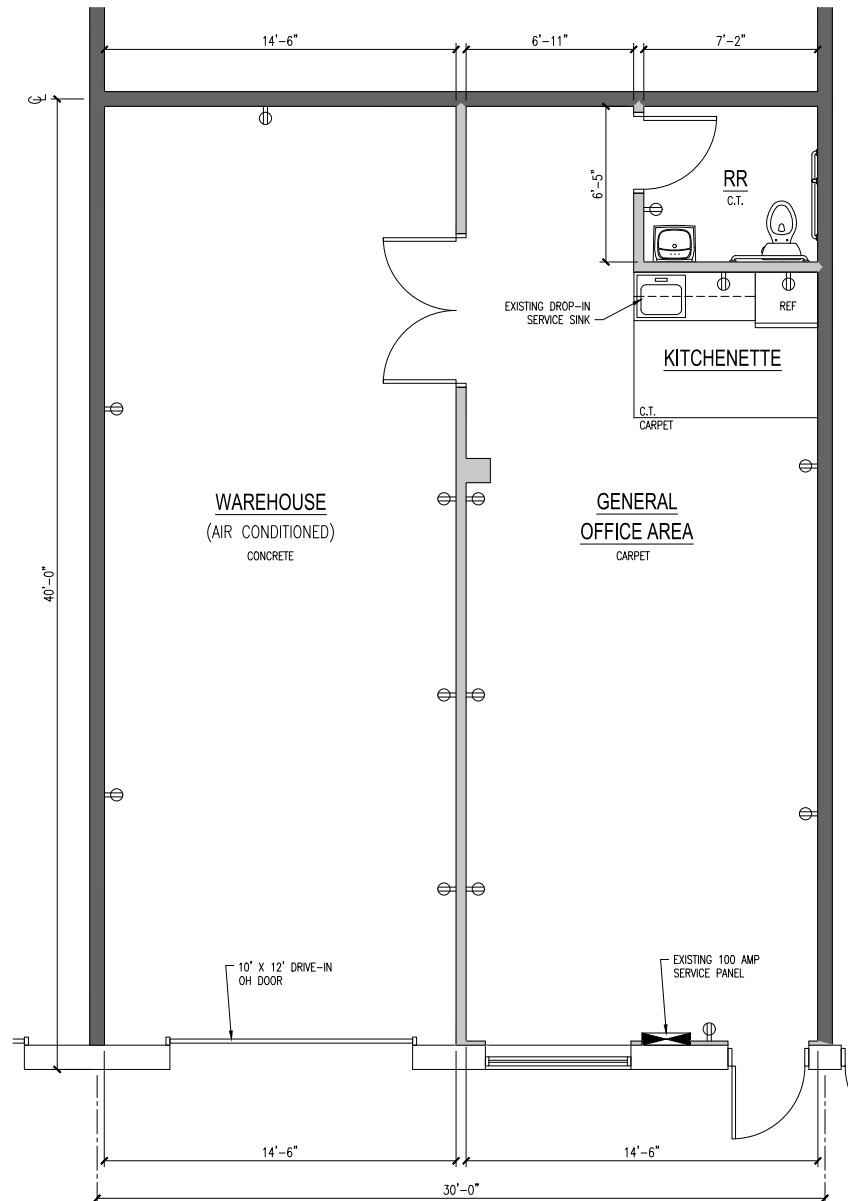 14'-6"
6'-11"
7'-2"
℄
6'-5"
RR
C.T.
EXISTING DROP-IN
SERVICE SINK
REF
KITCHENETTE
C.T.
CARPET
WAREHOUSE
(AIR CONDITIONED)
CONCRETE
GENERAL
OFFICE AREA
CARPET
40'-0"
10' X 12' DRIVE-IN
OH DOOR
EXISTING 100 AMP
SERVICE PANEL
14'-6"
14'-6"
30'-0"